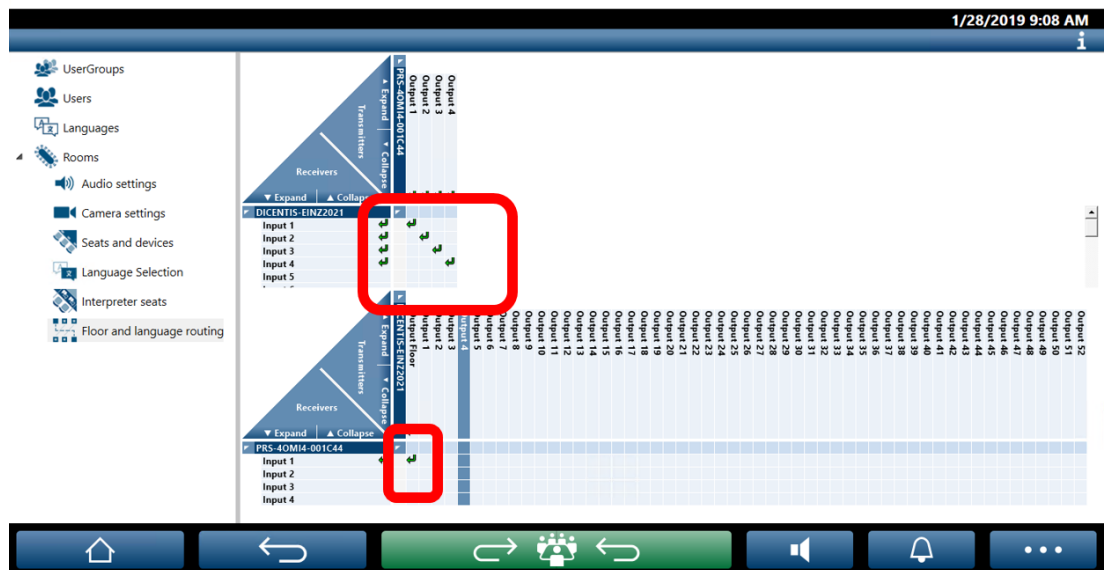 1/28/2019 9:08 AM
i
UserGroups
Users
Languages
Rooms
Audio settings
Camera settings
Seats and devices
Language Selection
Interpreter seats
Floor and language routing
PRS-4OMI4-001C44
Output 1
Output 2
Output 3
Output 4
▲ Expand
▼ Collapse
Transmitters
Receivers
▼ Expand
▲ Collapse
DICENTIS-EINZ2021
Input 1
Input 2
Input 3
Input 4
Input 5
Output Floor
Output 1
Output 2
Output 3
Output 4
Output 5
Output 6
Output 7
Output 8
Output 9
Output 10
Output 11
Output 12
Output 13
Output 14
Output 15
Output 16
Output 17
Output 18
Output 19
Output 20
Output 21
Output 22
Output 23
Output 24
Output 25
Output 26
Output 27
Output 28
Output 29
Output 30
Output 31
Output 32
Output 33
Output 34
Output 35
Output 36
Output 37
Output 38
Output 39
Output 40
Output 41
Output 42
Output 43
Output 44
Output 45
Output 46
Output 47
Output 48
Output 49
Output 50
Output 51
Output 52
▲ Expand
▼ Collapse
Transmitters
Receivers
▼ Expand
▲ Collapse
PRS-4OMI4-001C44
Input 1
Input 2
Input 3
Input 4